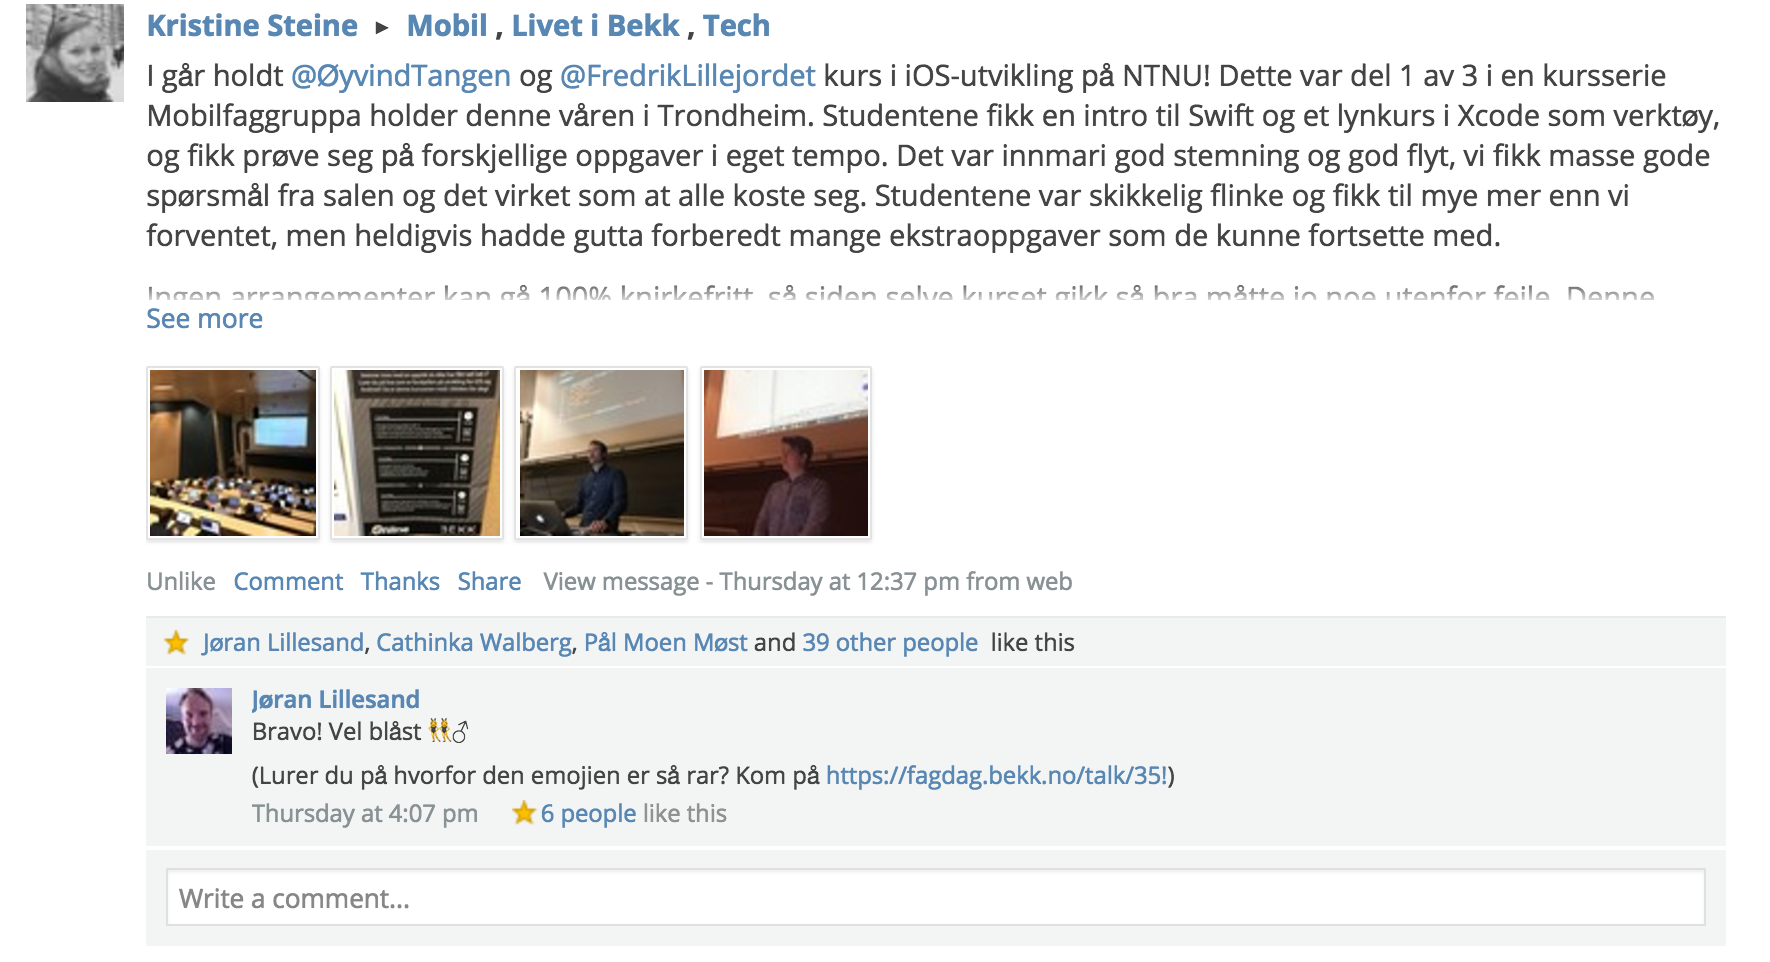 Kristine Steine ► Mobil , Livet i Bekk , Tech
I går holdt @ØyvindTangen og @FredrikLillejordet kurs i iOS-utvikling på NTNU! Dette var del 1 av 3 i en kursserie
Mobilfaggruppa holder denne våren i Trondheim. Studentene fikk en intro til Swift og et lynkurs i Xcode som verktøy,
og fikk prøve seg på forskjellige oppgaver i eget tempo. Det var innmari god stemning og god flyt, vi fikk masse gode
spørsmål fra salen og det virket som at alle koste seg. Studentene var skikkelig flinke og fikk til mye mer enn vi
forventet, men heldigvis hadde gutta forberedt mange ekstraoppgaver som de kunne fortsette med.
Ingen arrangementer kan gå 100% knirkefritt, så siden selve kurset gikk så bra måtte jo noe utenfor feile. Denne
See more
BEKK
Unlike Comment Thanks Share View message - Thursday at 12:37 pm from web
Jøran Lillesand, Cathinka Walberg, Pål Moen Møst and 39 other people like this
Jøran Lillesand
Bravo! Vel blåst 👯👯♂
(Lurer du på hvorfor den emojien er så rar? Kom på https://fagdag.bekk.no/talk/35!)
Thursday at 4:07 pm 6 people like this
Write a comment...